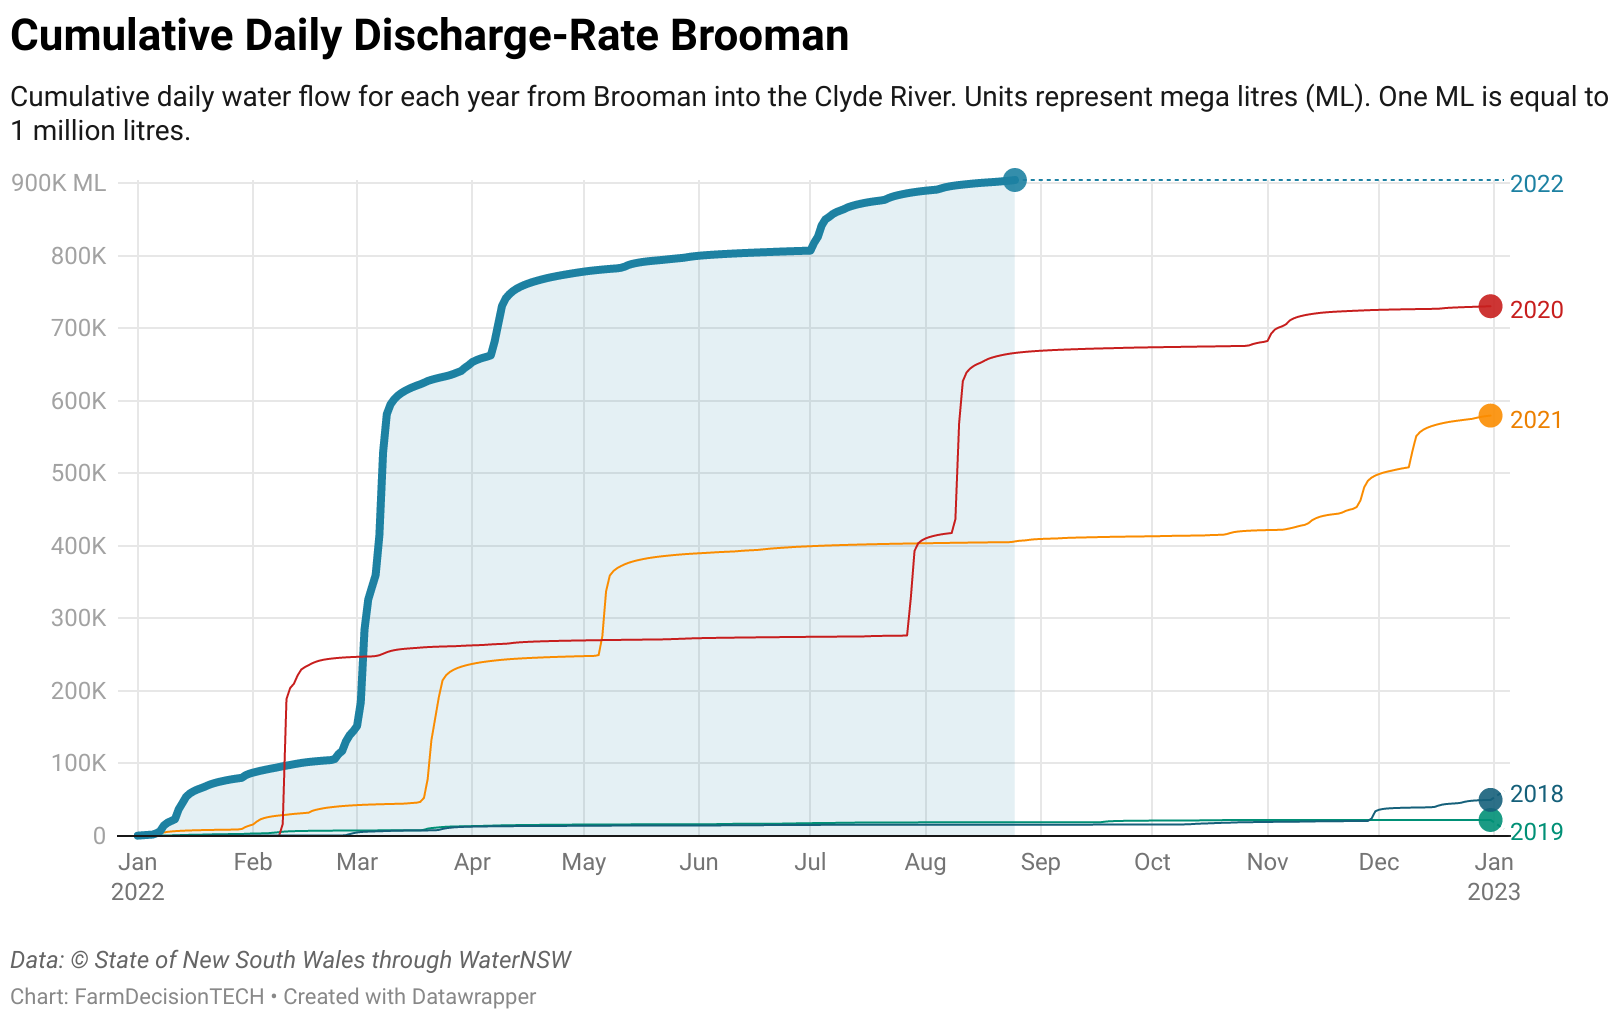 Cumulative Daily Discharge-Rate Brooman
Cumulative daily water flow for each year from Brooman into the Clyde River. Units represent mega litres (ML). One ML is equal to
1 million litres.
900K ML
800K
700K
600K
500K
400K
300K
200K
100K
0
2022
2020
2021
2018
2019
Jan Feb Mar Apr May Jun Jul Aug Sep Oct Nov Dec Jan
2022 2023
Data: © State of New South Wales through WaterNSW
Chart: FarmDecisionTECH • Created with Datawrapper